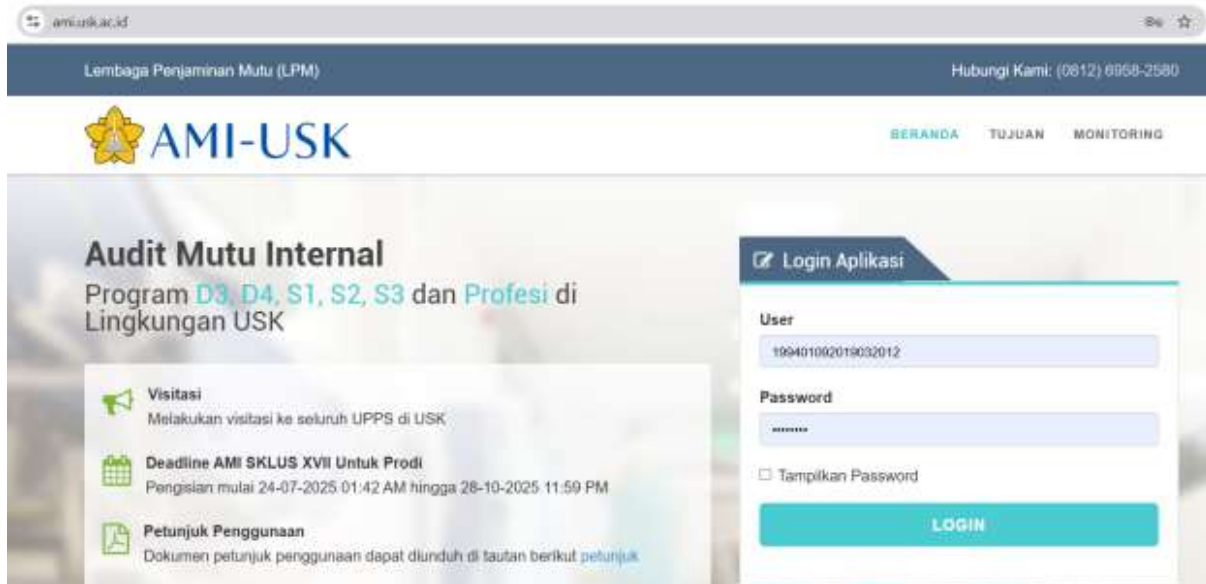 ami.usk.ac.id
Lembaga Penjaminan Mutu (LPM)
Hubungi Kami: (0812) 6958-2580
AMI-USK
BERANDA TUJUAN MONITORING
Audit Mutu Internal
Program D3, D4, S1, S2, S3 dan Profesi di
Lingkungan USK
Visitasi
Melakukan visitasi ke seluruh UPPS di USK
Deadline AMI SKLUS XVII Untuk Prodi
Pengisian mulai 24-07-2025 01:42 AM hingga 28-10-2025 11:59 PM
Petunjuk Penggunaan
Dokumen petunjuk penggunaan dapat diunduh di tautan berikut petunjuk
Login Aplikasi
User
199401092019032012
Password
••••••••
Tampilkan Password
LOGIN